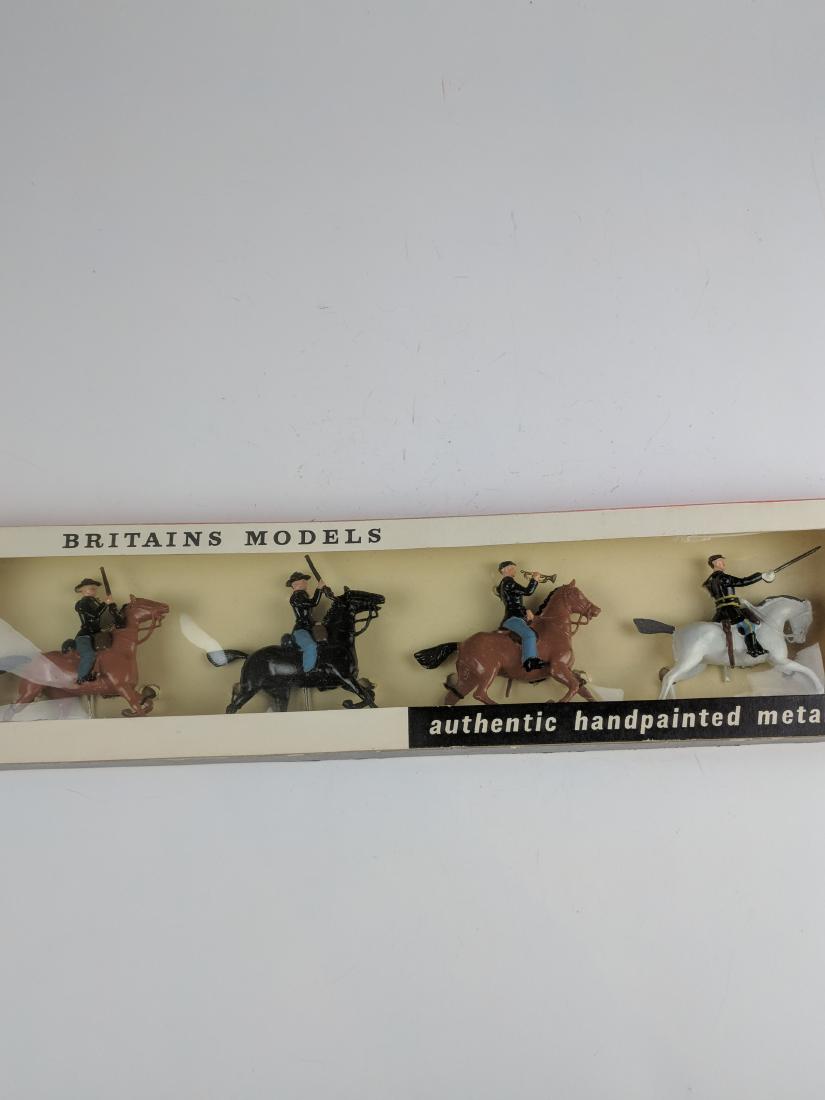 BRITAINS MODELS
authentic handpainted meta